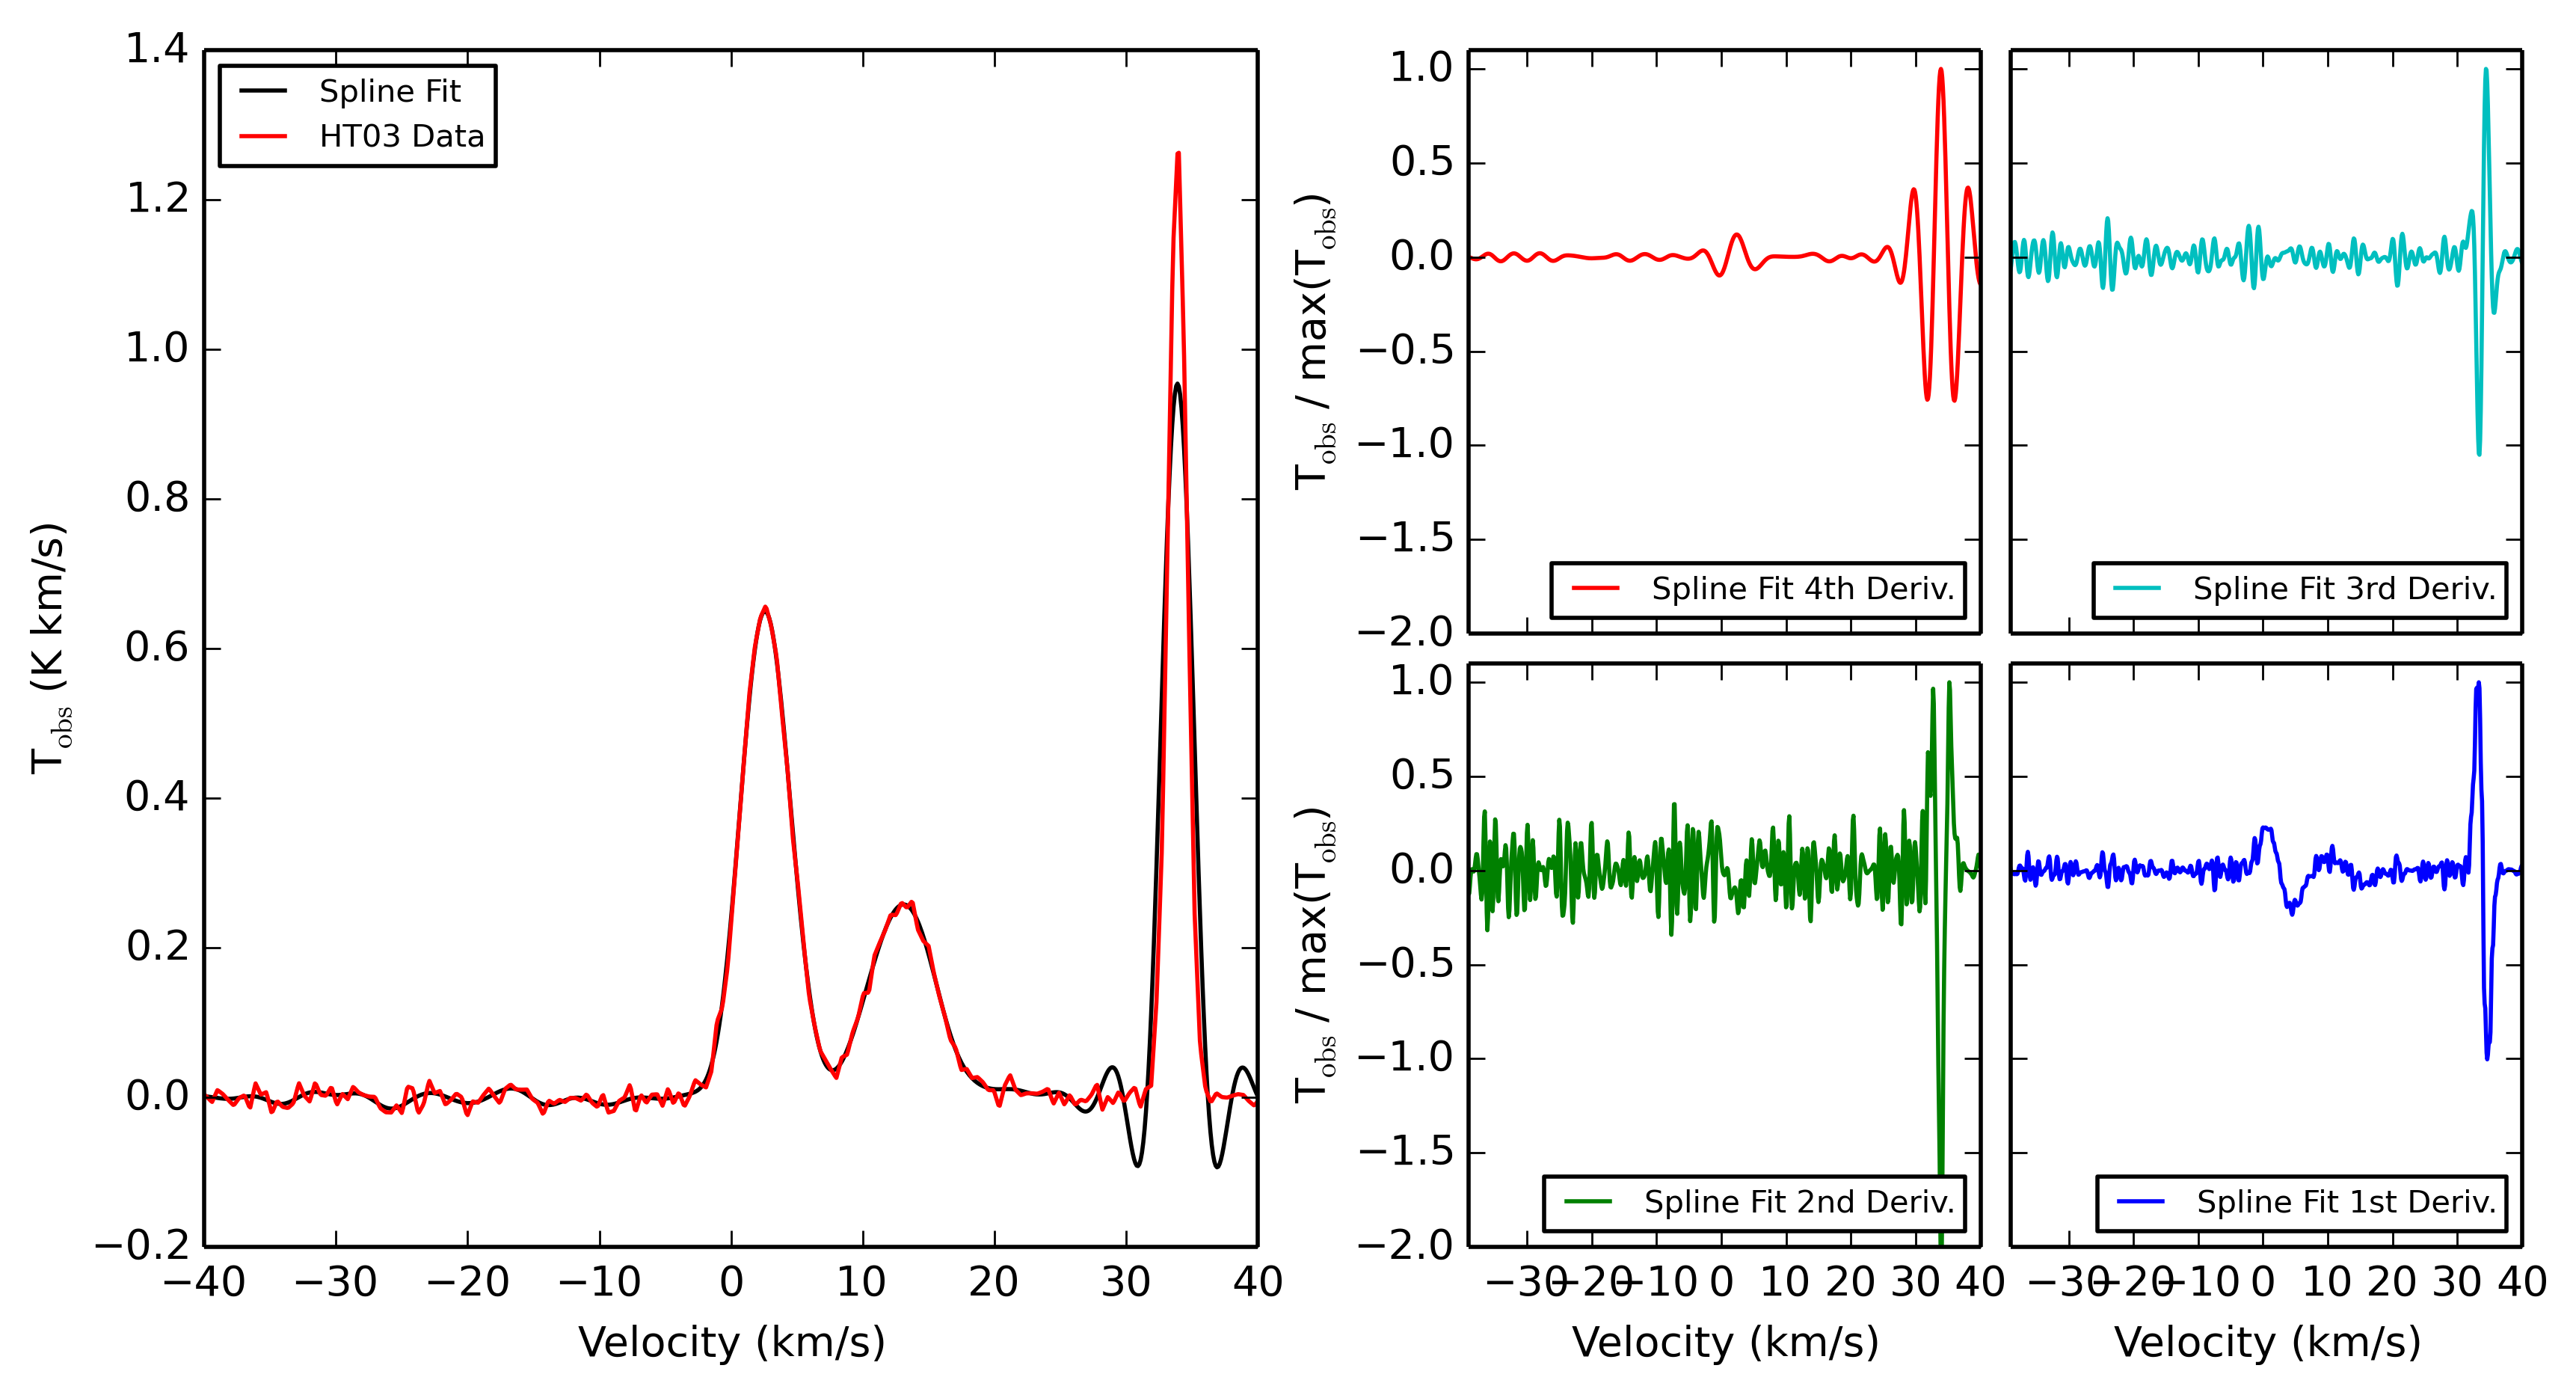 1.4
1.2
1.0
0.8
0.6
0.4
0.2
0.0
−0.2
T_obs (K km/s)
Spline Fit
HT03 Data
−40 −30 −20 −10 0 10 20 30 40
Velocity (km/s)
T_obs / max(T_obs)
1.0
0.5
0.0
−0.5
−1.0
−1.5
−2.0
Spline Fit 4th Deriv.
Spline Fit 3rd Deriv.
T_obs / max(T_obs)
1.0
0.5
0.0
−0.5
−1.0
−1.5
−2.0
Spline Fit 2nd Deriv.
Spline Fit 1st Deriv.
−30 −20 −10 0 10 20 30 40
−30 −20 −10 0 10 20 30 40
Velocity (km/s)
Velocity (km/s)